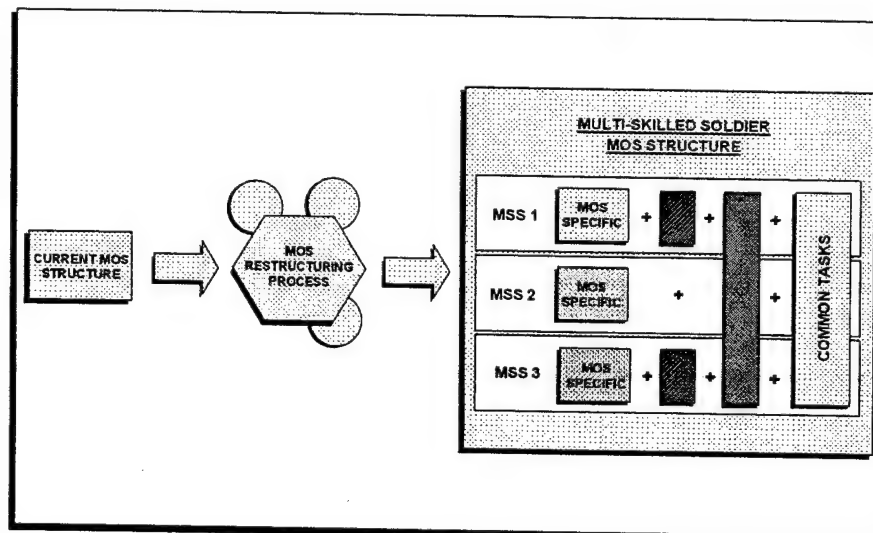 MULTI-SKILLED SOLDIER
MOS STRUCTURE
CURRENT MOS
STRUCTURE
MOS
RESTRUCTURING
PROCESS
MSS 1
MOS
SPECIFIC
+
+
+
MSS 2
MOS
SPECIFIC
+
+
MSS 3
MOS
SPECIFIC
+
+
+
COMMON TASKS